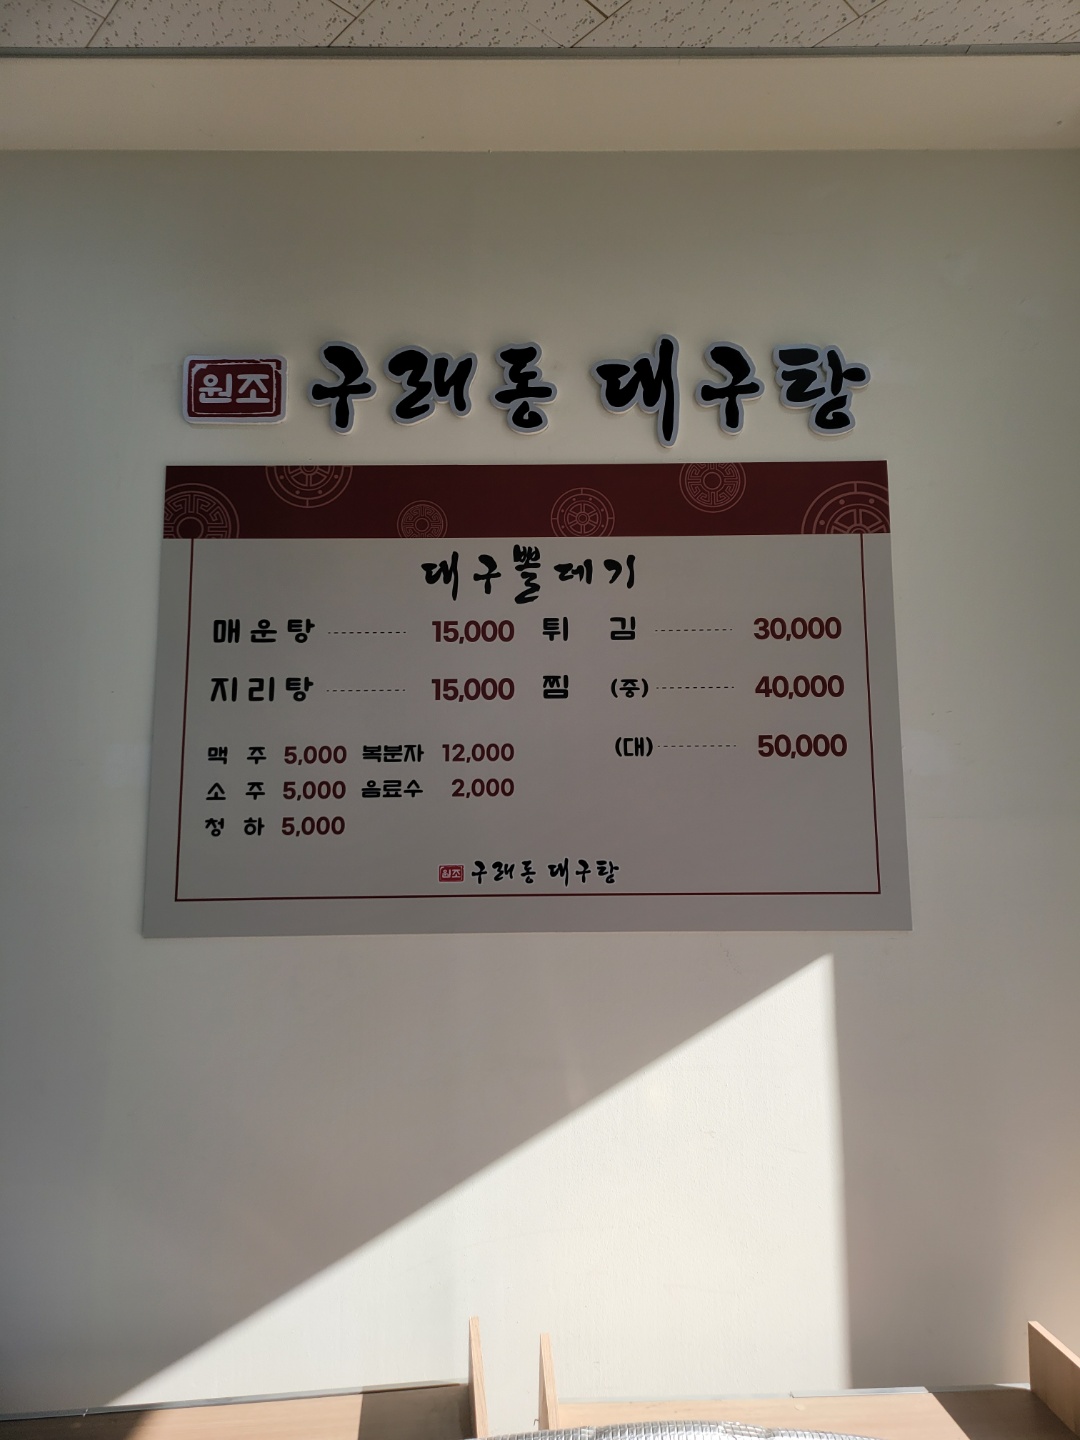 원조 구래동 대구탕
대구뽈데기
매운탕 15,000 튀김 30,000
지리탕 15,000 찜 (중) 40,000
(대) 50,000
맥주 5,000 복분자 12,000
소주 5,000 음료수 2,000
청하 5,000
원조 구래동 대구탕